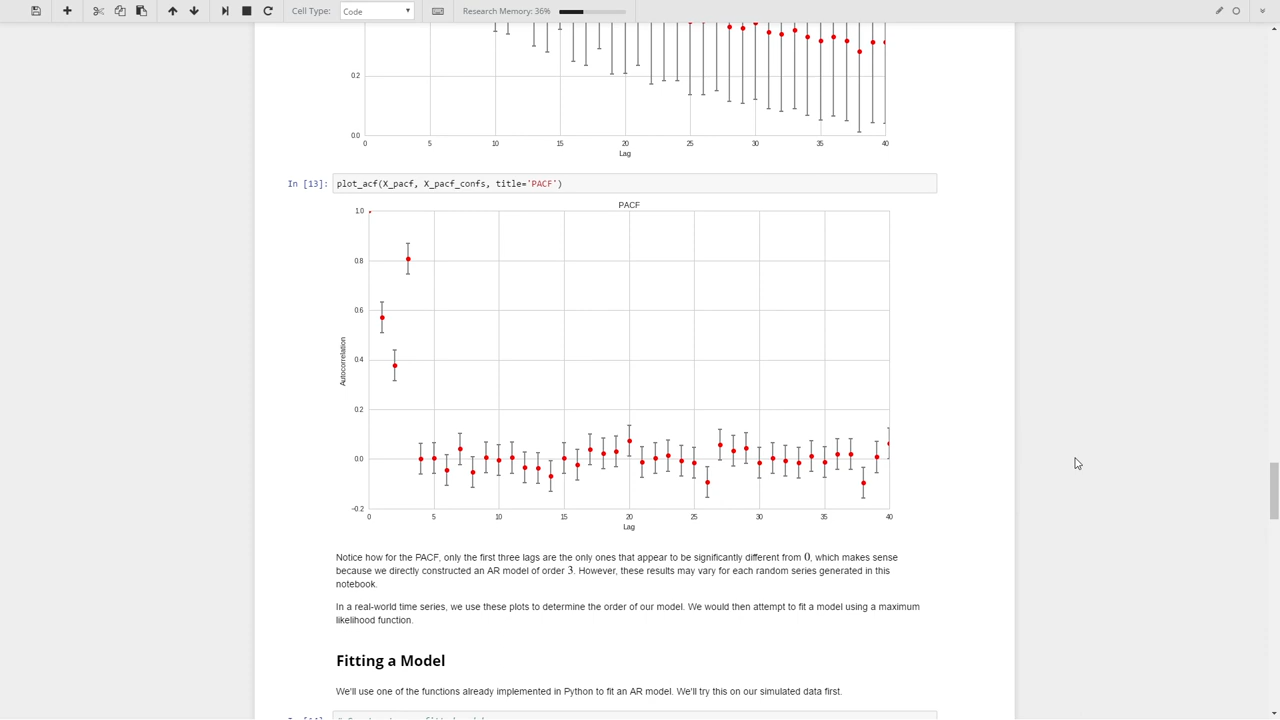 Cell Type: Code Research Memory: 36%
0.2
0.0
0 5 10 15 20 25 30 35 40
Lag
In [13]: plot_acf(X_pacf, X_pacf_confs, title='PACF')
PACF
1.0
0.8
0.6
0.4
0.2
0.0
−0.2
Autocorrelation
0 5 10 15 20 25 30 35 40
Lag
Notice how for the PACF, only the first three lags are the only ones that appear to be significantly different from 0, which makes sense
because we directly constructed an AR model of order 3. However, these results may vary for each random series generated in this
notebook.
In a real-world time series, we use these plots to determine the order of our model. We would then attempt to fit a model using a maximum
likelihood function.
Fitting a Model
We'll use one of the functions already implemented in Python to fit an AR model. We'll try this on our simulated data first.